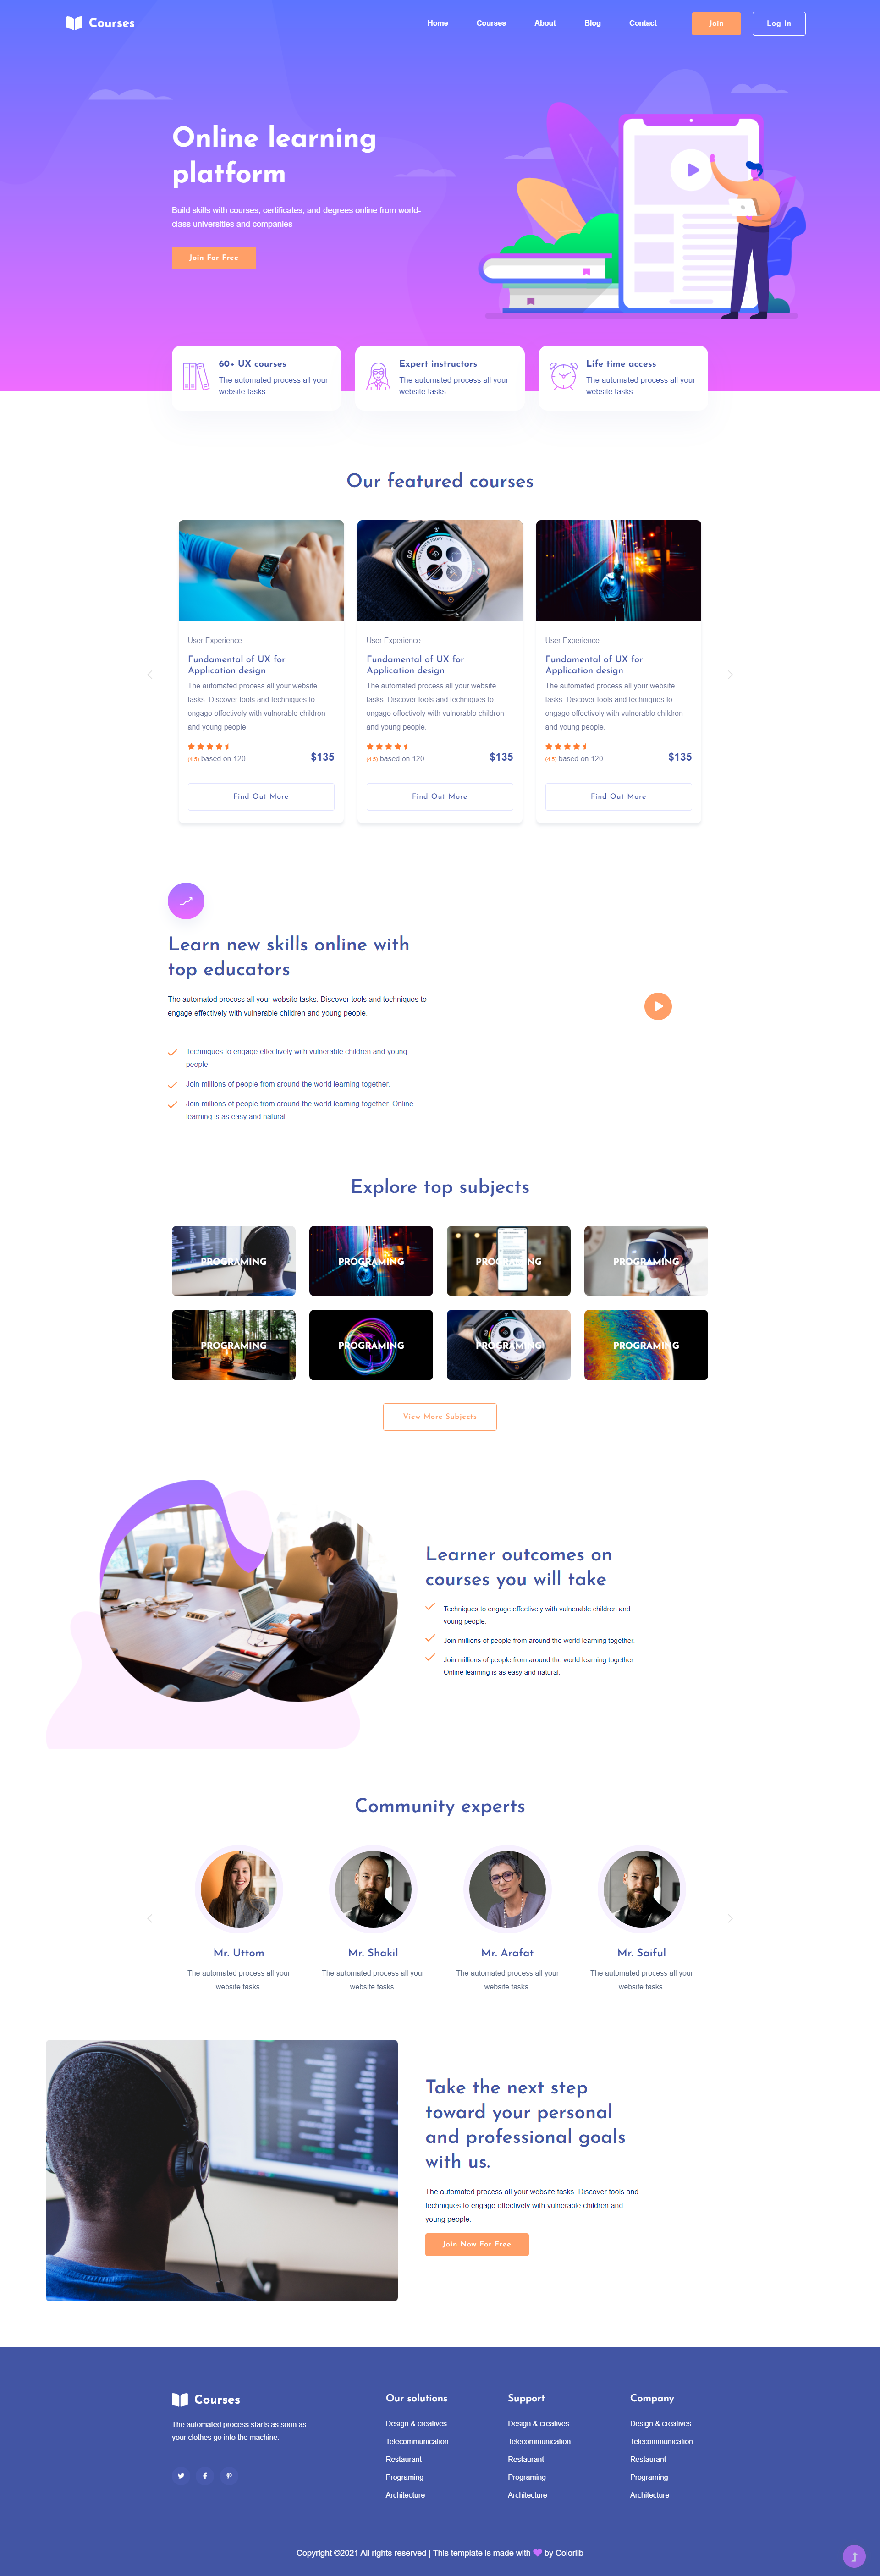 Courses
Home Courses About Blog Contact Join Log In
Online learning
platform
Build skills with courses, certificates, and degrees online from world-
class universities and companies
Join For Free
60+ UX courses
The automated process all your
website tasks.
Expert instructors
The automated process all your
website tasks.
Life time access
The automated process all your
website tasks.
Our featured courses
User Experience
Fundamental of UX for
Application design
The automated process all your website
tasks. Discover tools and techniques to
engage effectively with vulnerable children
and young people.
(4.5) based on 120
$135
Find Out More
User Experience
Fundamental of UX for
Application design
The automated process all your website
tasks. Discover tools and techniques to
engage effectively with vulnerable children
and young people.
(4.5) based on 120
$135
Find Out More
User Experience
Fundamental of UX for
Application design
The automated process all your website
tasks. Discover tools and techniques to
engage effectively with vulnerable children
and young people.
(4.5) based on 120
$135
Find Out More
Learn new skills online with
top educators
The automated process all your website tasks. Discover tools and techniques to
engage effectively with vulnerable children and young people.
Techniques to engage effectively with vulnerable children and young
people.
Join millions of people from around the world learning together.
Join millions of people from around the world learning together. Online
learning is as easy and natural.
Explore top subjects
PROGRAMING
PROGRAMING
PROGRAMING
PROGRAMING
PROGRAMING
PROGRAMING
PROGRAMING
PROGRAMING
View More Subjects
Learner outcomes on
courses you will take
Techniques to engage effectively with vulnerable children and
young people.
Join millions of people from around the world learning together.
Join millions of people from around the world learning together.
Online learning is as easy and natural.
Community experts
Mr. Uttom
The automated process all your
website tasks.
Mr. Shakil
The automated process all your
website tasks.
Mr. Arafat
The automated process all your
website tasks.
Mr. Saiful
The automated process all your
website tasks.
Take the next step
toward your personal
and professional goals
with us.
The automated process all your website tasks. Discover tools and
techniques to engage effectively with vulnerable children and
young people.
Join Now For Free
Courses
The automated process starts as soon as
your clothes go into the machine.
Our solutions
Design & creatives
Telecommunication
Restaurant
Programing
Architecture
Support
Design & creatives
Telecommunication
Restaurant
Programing
Architecture
Company
Design & creatives
Telecommunication
Restaurant
Programing
Architecture
Copyright ©2021 All rights reserved | This template is made with by Colorlib